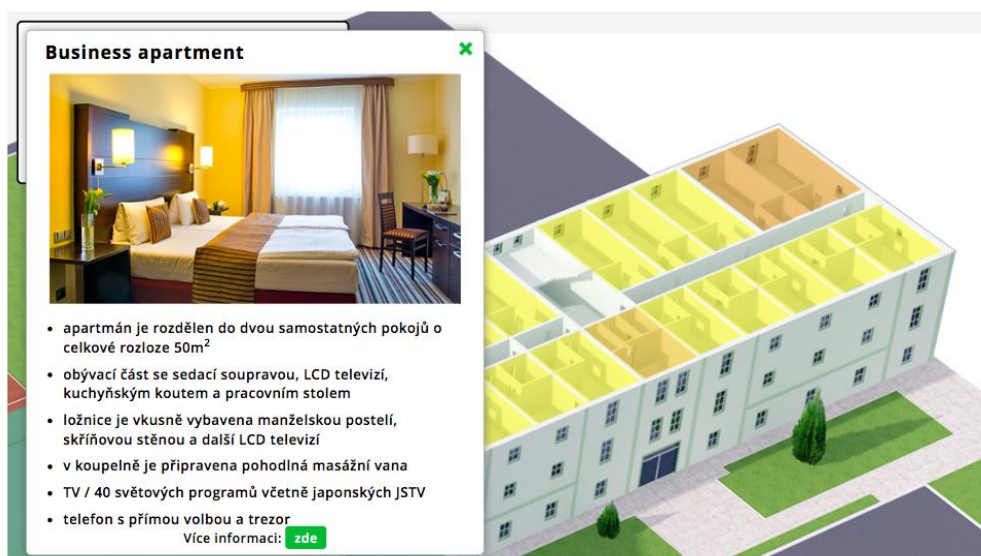 Business apartment
apartmán je rozdělen do dvou samostatných pokojů o
celkové rozloze 50m²
obývací část se sedací soupravou, LCD televizí,
kuchyňským koutem a pracovním stolem
ložnice je vkusně vybavena manželskou postelí,
skříňovou stěnou a další LCD televizí
v koupelně je připravena pohodlná masážní vana
TV / 40 světových programů včetně japonských JSTV
telefon s přímou volbou a trezor
Více informaci: zde